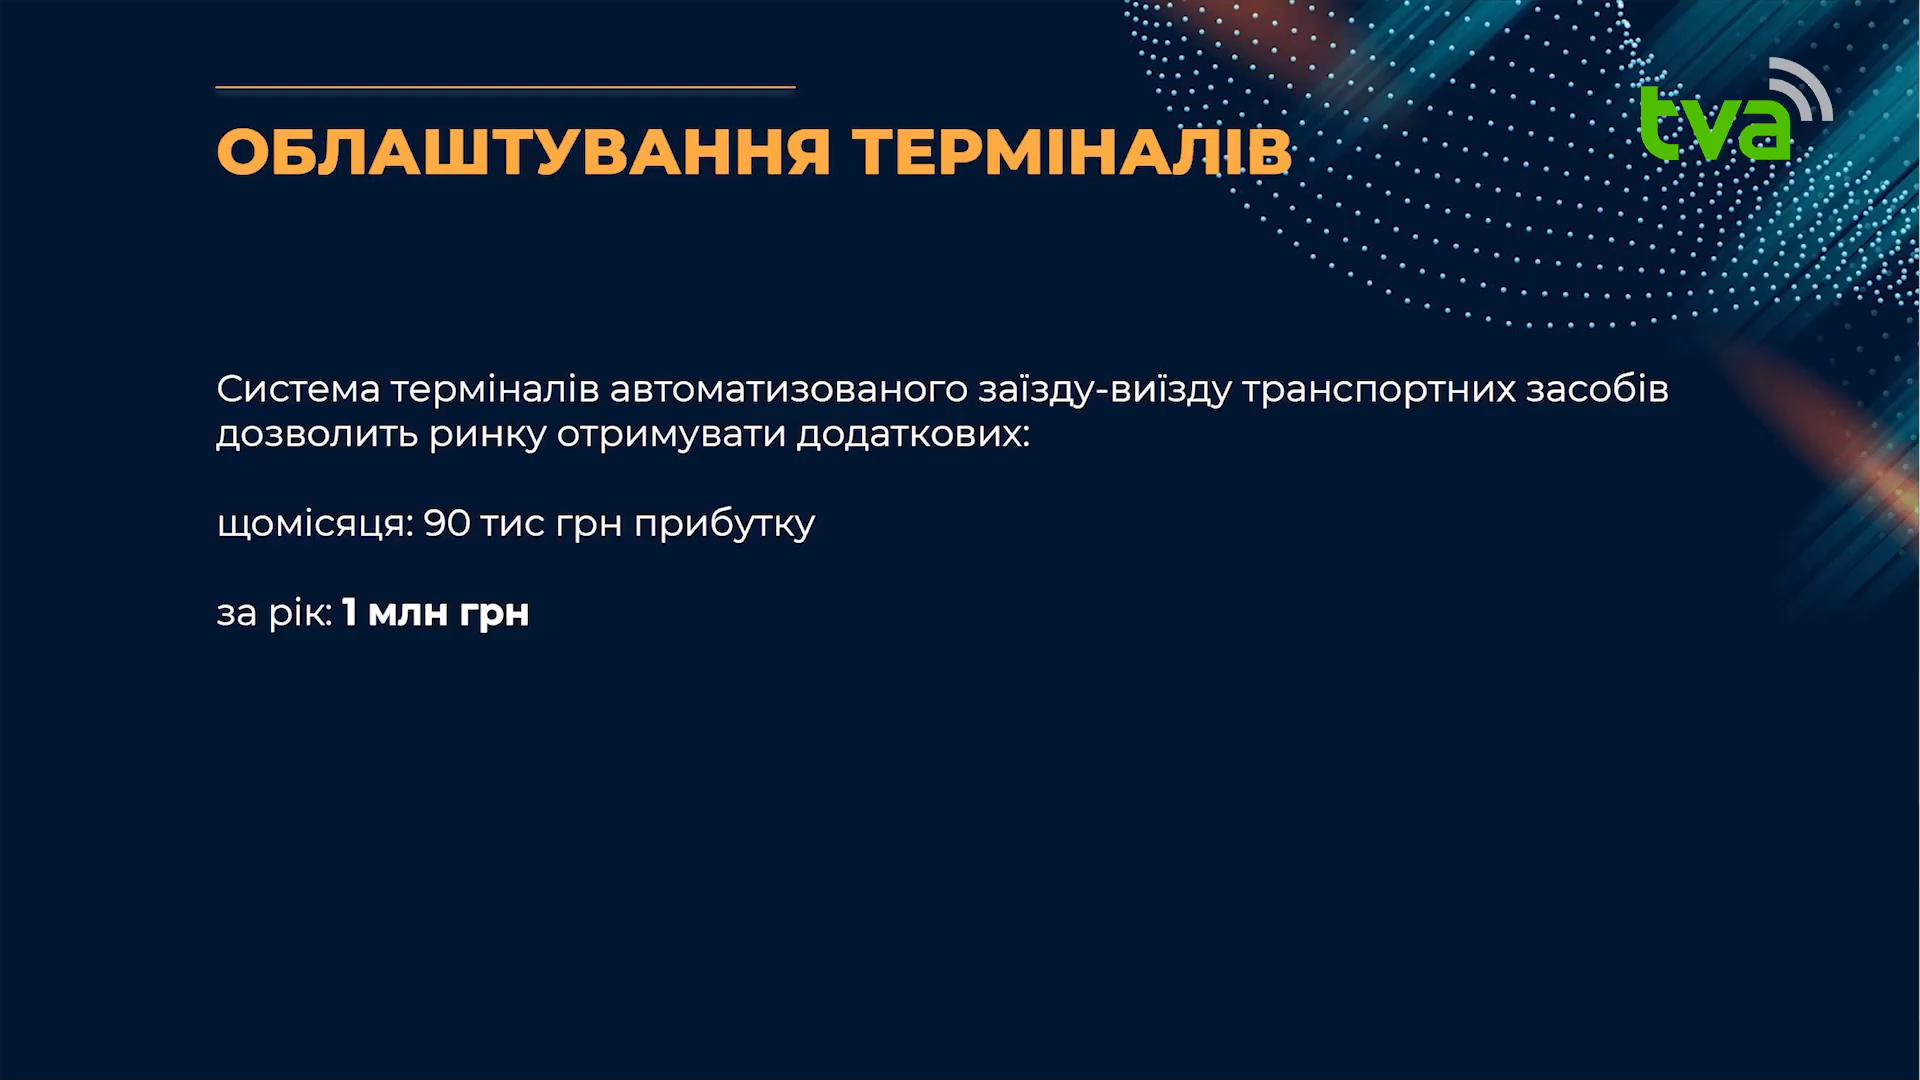 tva
ОБЛАШТУВАННЯ ТЕРМІНАЛІВ
Система терміналів автоматизованого заїзду-виїзду транспортних засобів
дозволить ринку отримувати додаткових:
щомісяця: 90 тис грн прибутку
за рік: 1 млн грн